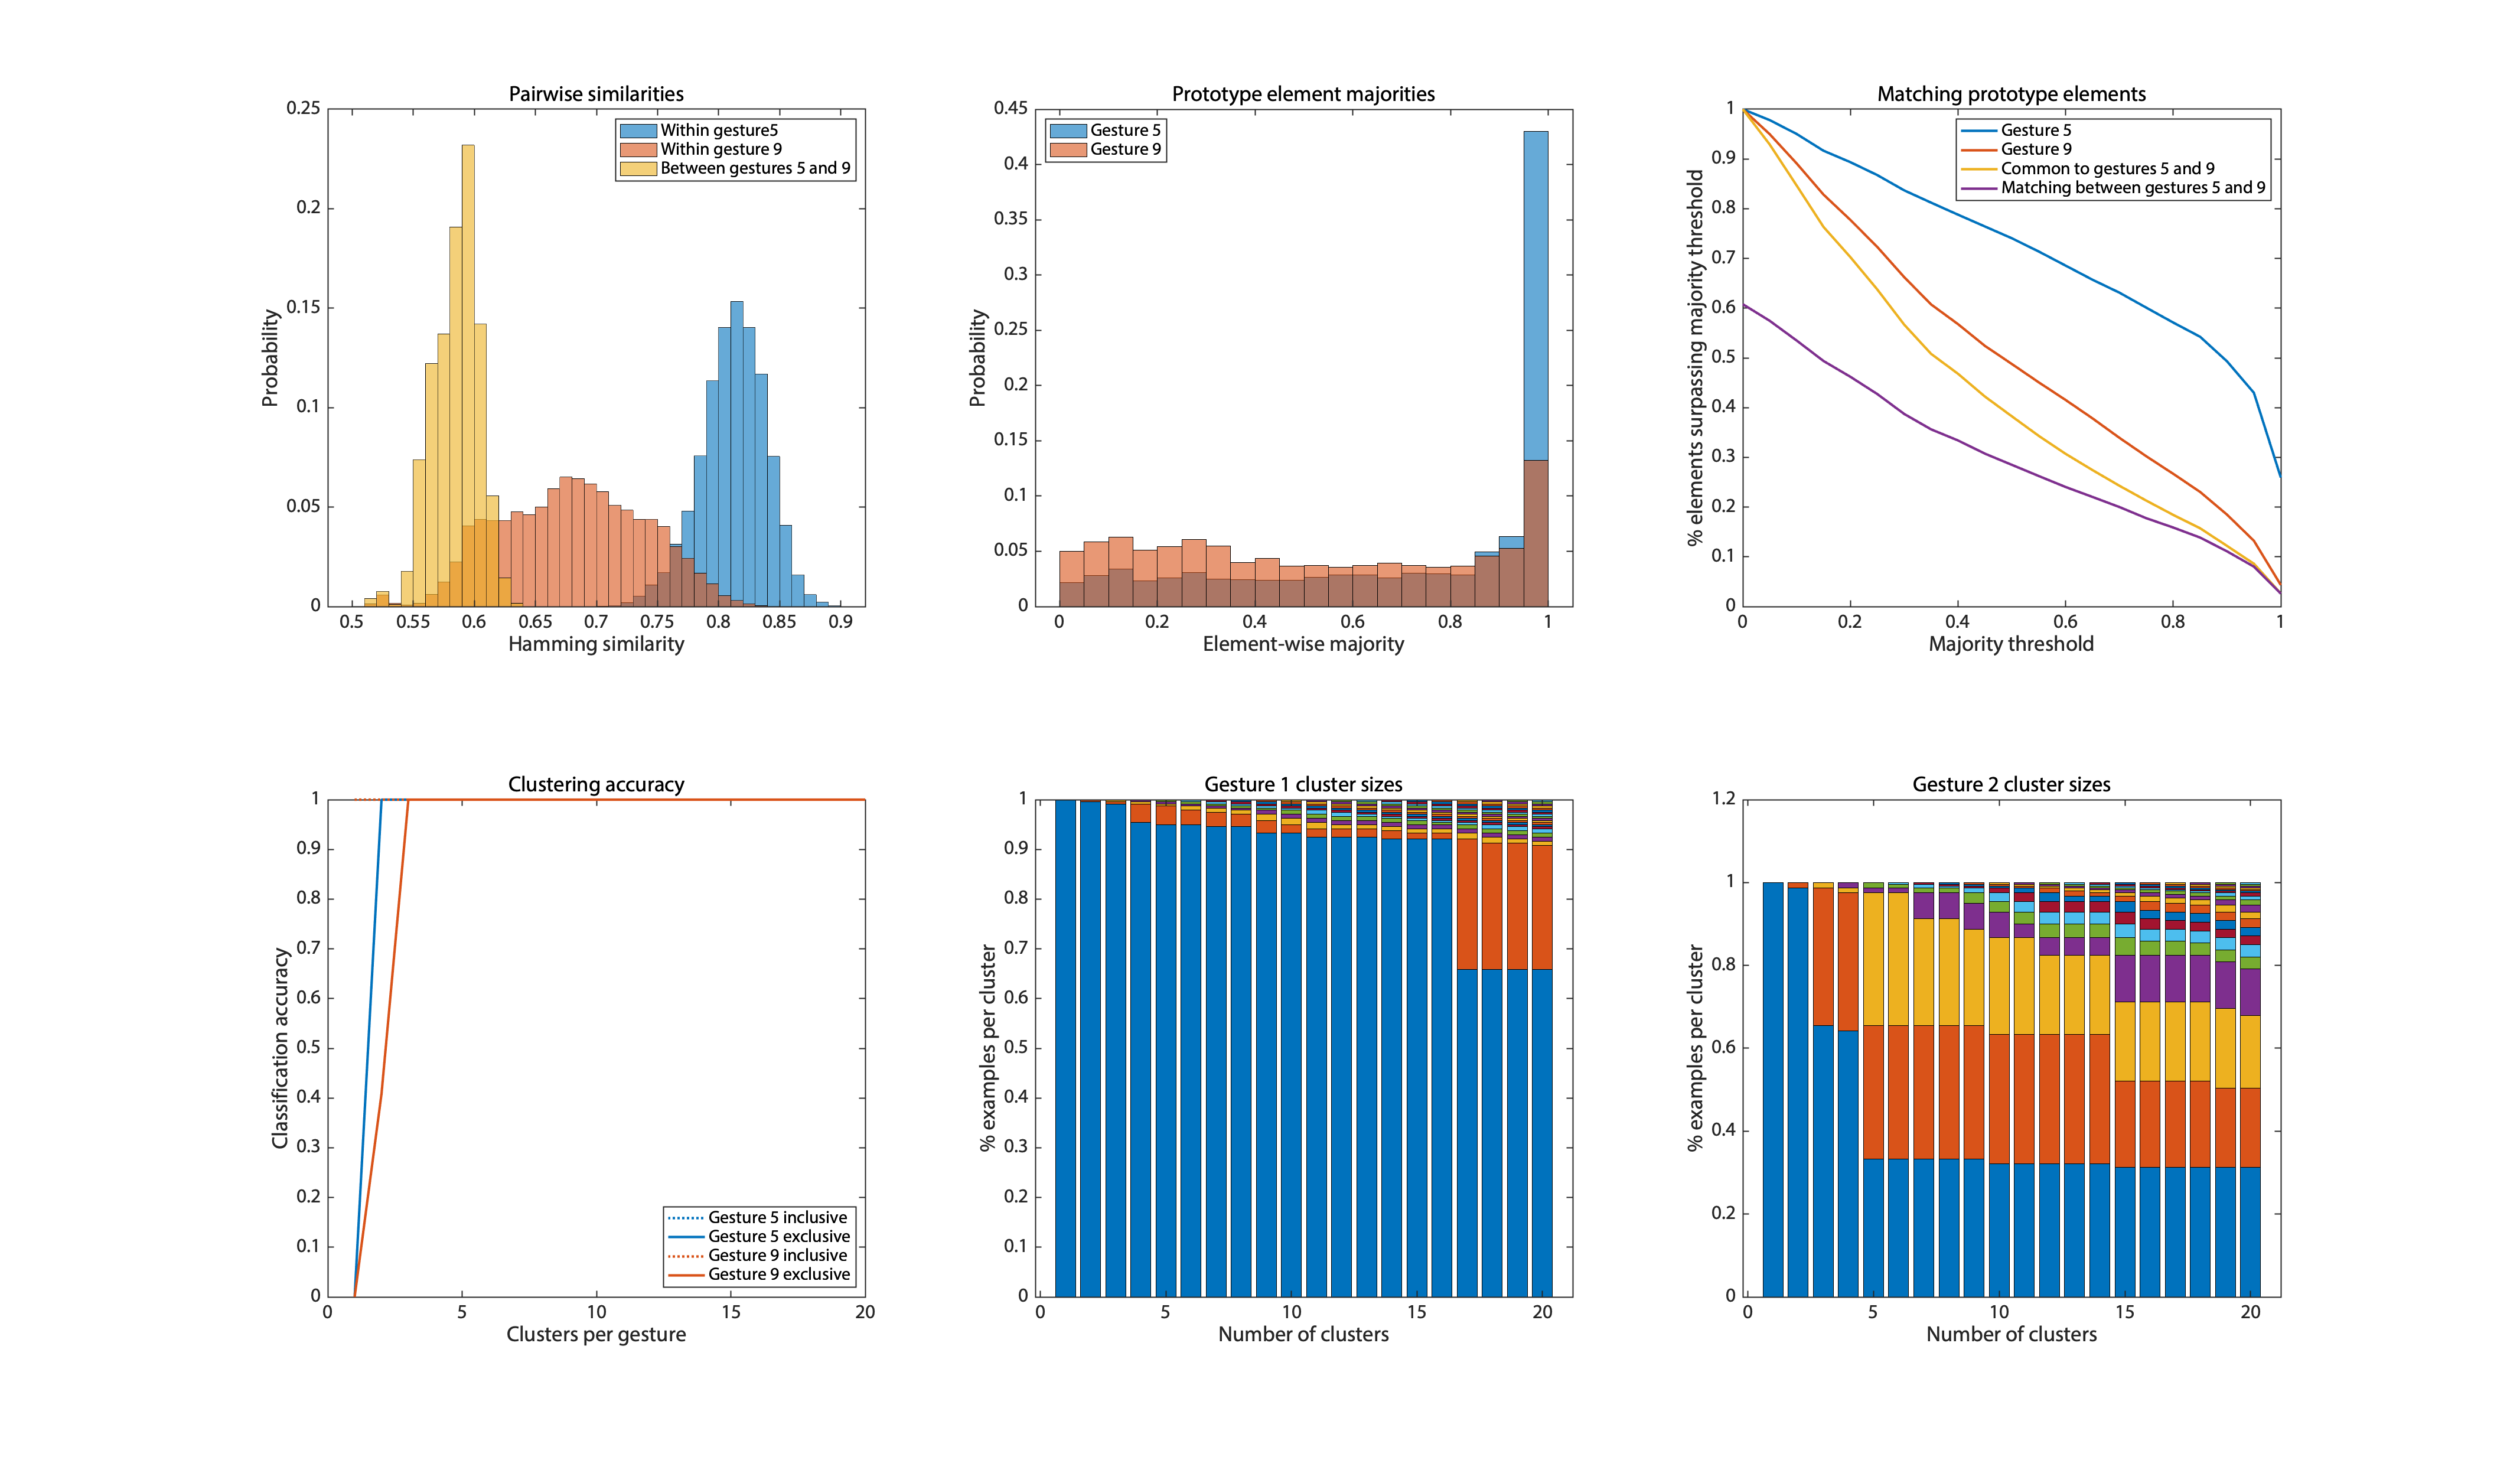 Pairwise similarities
0.25
0.2
0.15
0.1
0.05
0
Probability
Within gesture5
Within gesture 9
Between gestures 5 and 9
0.5 0.55 0.6 0.65 0.7 0.75 0.8 0.85 0.9
Hamming similarity
Prototype element majorities
0.45
0.4
0.35
0.3
0.25
0.2
0.15
0.1
0.05
0
Probability
Gesture 5
Gesture 9
0 0.2 0.4 0.6 0.8 1
Element-wise majority
Matching prototype elements
1
0.9
0.8
0.7
0.6
0.5
0.4
0.3
0.2
0.1
0
% elements surpassing majority threshold
Gesture 5
Gesture 9
Common to gestures 5 and 9
Matching between gestures 5 and 9
0 0.2 0.4 0.6 0.8 1
Majority threshold
Clustering accuracy
1
0.9
0.8
0.7
0.6
0.5
0.4
0.3
0.2
0.1
0
Classification accuracy
Gesture 5 inclusive
Gesture 5 exclusive
Gesture 9 inclusive
Gesture 9 exclusive
0 5 10 15 20
Clusters per gesture
Gesture 1 cluster sizes
1
0.9
0.8
0.7
0.6
0.5
0.4
0.3
0.2
0.1
0
% examples per cluster
0 5 10 15 20
Number of clusters
Gesture 2 cluster sizes
1.2
1
0.8
0.6
0.4
0.2
0
% examples per cluster
0 5 10 15 20
Number of clusters